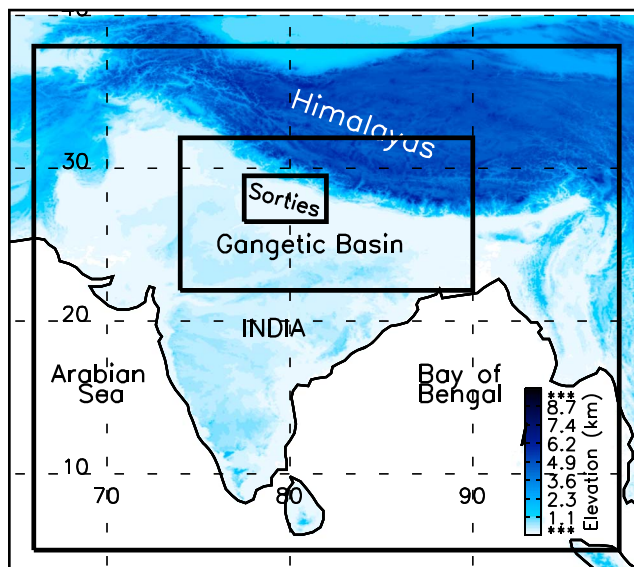 40
Himalayas
30
Sorties
Gangetic Basin
20
INDIA
Arabian
Sea
Bay of
Bengal
***
8.7
7.4
6.2
4.9
3.6
2.3
1.1
***
Elevation (km)
10
70
80
90